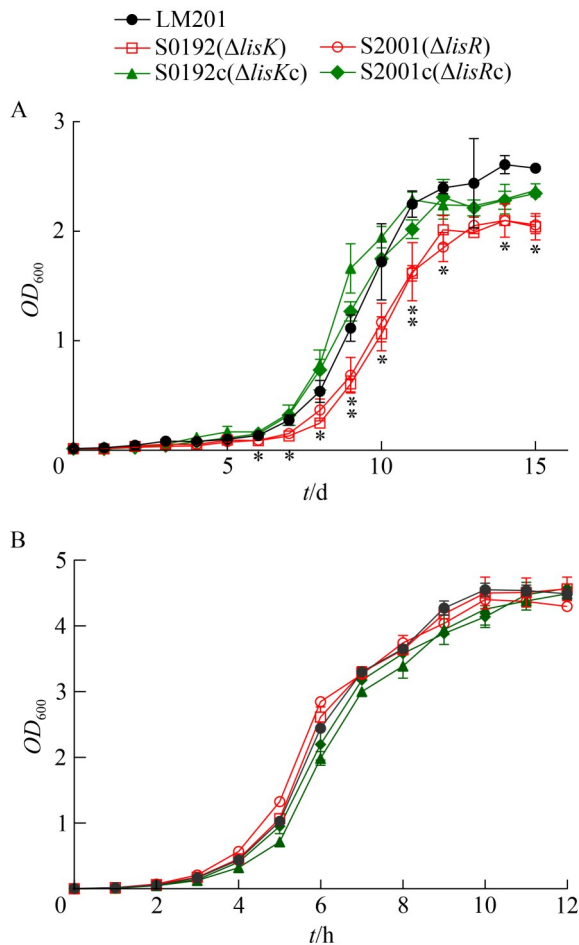 LM201
S0192(ΔlisK) S2001(ΔlisR)
S0192c(ΔlisKc) S2001c(ΔlisRc)
A
3
2
1
0
OD600
* * * ** * ** * * *
5 10 15
t/d
B
5
4
3
2
1
0
OD600
2 4 6 8 10 12
t/h